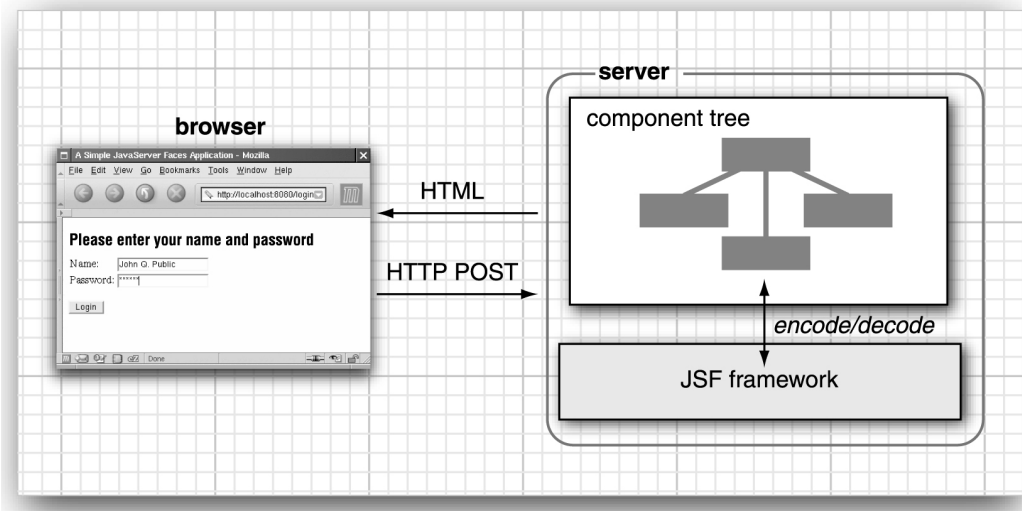 browser
A Simple JavaServer Faces Application - Mozilla
File Edit View Go Bookmarks Tools Window Help
http://localhost:8080/login
Please enter your name and password
Name: John Q. Public
Password: ******
Login
Done
HTML
HTTP POST
server
component tree
encode/decode
JSF framework